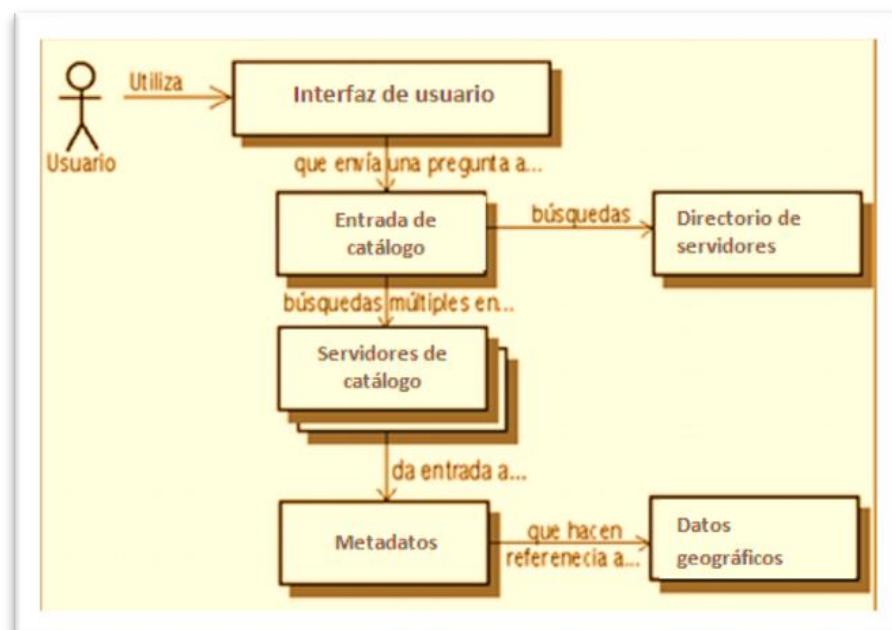 Utiliza
Interfaz de usuario
Usuario
que envía una pregunta a...
Entrada de
catálogo
búsquedas
Directorio de
servidores
búsquedas múltiples en...
Servidores de
catálogo
da entrada a...
Metadatos
que hacen
referenecia a...
Datos
geográficos